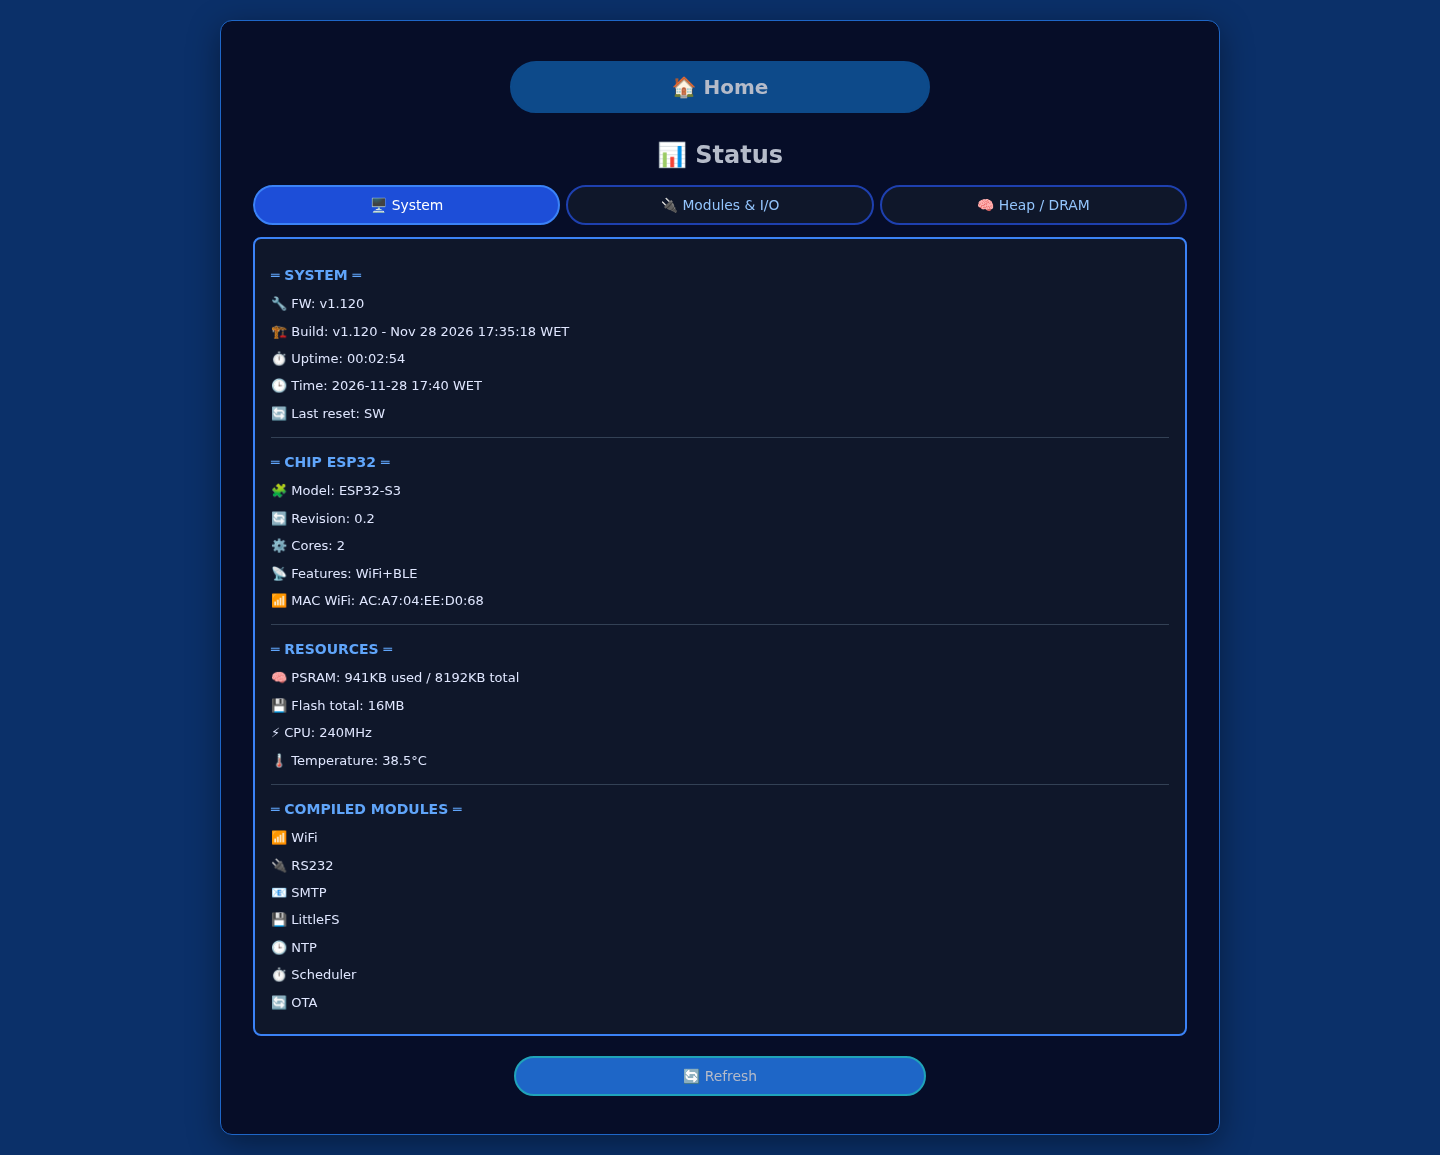 🏠 Home
📊 Status
🖥️ System
🔌 Modules & I/O
🧠 Heap / DRAM
═ SYSTEM ═
🔧 FW: v1.120
🏗️ Build: v1.120 - Nov 28 2026 17:35:18 WET
⏱️ Uptime: 00:02:54
🕒 Time: 2026-11-28 17:40 WET
🔄 Last reset: SW
═ CHIP ESP32 ═
🧩 Model: ESP32-S3
🔄 Revision: 0.2
⚙️ Cores: 2
📡 Features: WiFi+BLE
📶 MAC WiFi: AC:A7:04:EE:D0:68
═ RESOURCES ═
🧠 PSRAM: 941KB used / 8192KB total
💾 Flash total: 16MB
⚡ CPU: 240MHz
🌡️ Temperature: 38.5°C
═ COMPILED MODULES ═
📶 WiFi
🔌 RS232
📧 SMTP
💾 LittleFS
🕒 NTP
⏱️ Scheduler
🔄 OTA
🔄 Refresh